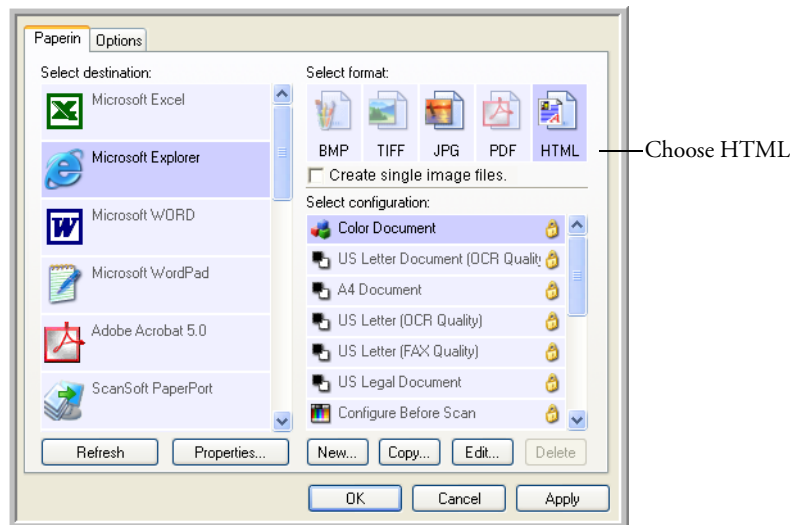 Paperin Options
Select destination:
Microsoft Excel
Microsoft Explorer
Microsoft WORD
Microsoft WordPad
Adobe Acrobat 5.0
ScanSoft PaperPort
Refresh Properties...
Select format:
BMP TIFF JPG PDF HTML
Create single image files.
Select configuration:
Color Document
US Letter Document (OCR Quality
A4 Document
US Letter (OCR Quality)
US Letter (FAX Quality)
US Legal Document
Configure Before Scan
New... Copy... Edit... Delete
OK Cancel Apply
Choose HTML